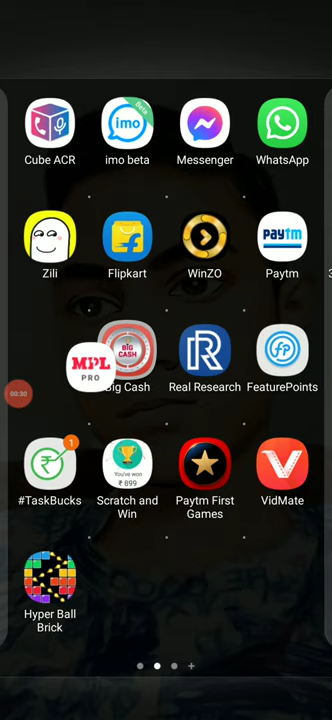 Beta
imo
Cube ACR
imo beta
Messenger
WhatsApp
paytm
Zili
Flipkart
WinZO
Paytm
BIG
CASH
MPL
PRO
R
fp
Big Cash
Real Research
FeaturePoints
00:30
1
You've won
₹ 899
#TaskBucks
Scratch and
Win
Paytm First
Games
VidMate
Hyper Ball
Brick